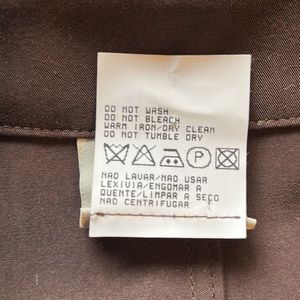 DO NOT WASH
DO NOT BLEACH
WARM IRON/DRY CLEAN
DO NOT TUMBLE DRY
P
NAO LAVAR/NAO USAR
LEXIVIA/ENGOMAR A
QUENTE/LIMPAR A SECO
NAO CENTRIFUGAR